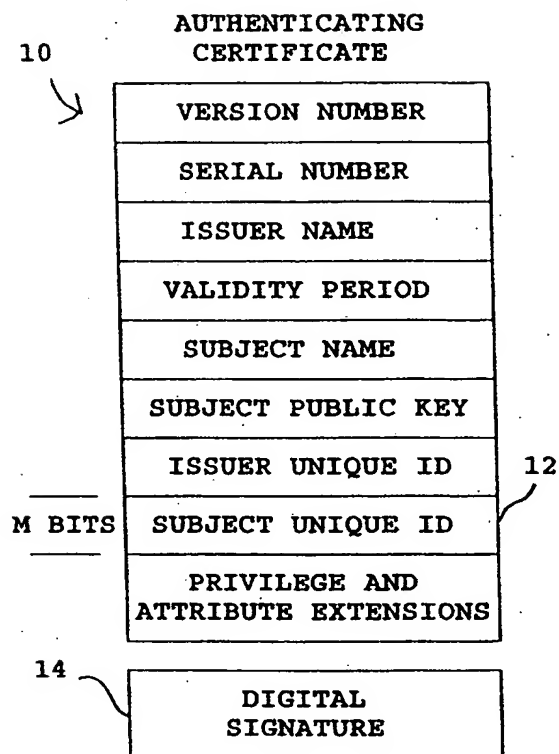 AUTHENTICATING
CERTIFICATE
10
VERSION NUMBER
SERIAL NUMBER
ISSUER NAME
VALIDITY PERIOD
SUBJECT NAME
SUBJECT PUBLIC KEY
ISSUER UNIQUE ID
12
M BITS
SUBJECT UNIQUE ID
PRIVILEGE AND
ATTRIBUTE EXTENSIONS
14
DIGITAL
SIGNATURE